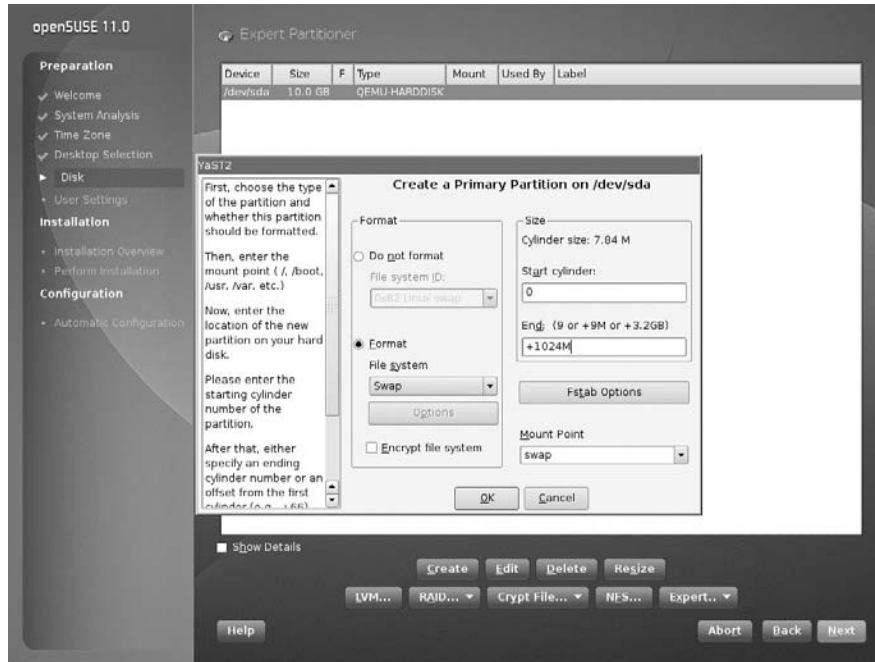 openSUSE 11.0
Preparation
Welcome
System Analysis
Time Zone
Desktop Selection
Disk
User Settings
Installation
Installation Overview
Perform Installation
Configuration
Automatic Configuration
Expert Partitioner
Device Size F Type Mount Used By Label
/dev/sda 10.0 GB QEMU-HARDDISK
YaST2
First, choose the type
of the partition and
whether this partition
should be formatted.
Then, enter the
mount point ( /, /boot,
/usr, /var, etc.)
Now, enter the
location of the new
partition on your hard
disk.
Please enter the
starting cylinder
number of the
partition.
After that, either
specify an ending
cylinder number or an
offset from the first
cylinder (e.g., +66)
Create a Primary Partition on /dev/sda
Format
Do not format
File system ID:
0x82 Linux swap
Format
File system
Swap
Options
Encrypt file system
Size
Cylinder size: 7.84 M
Start cylinder:
0
End: (9 or +9M or +3.2GB)
+1024M
Fstab Options
Mount Point
swap
OK Cancel
Show Details
Create Edit Delete Resize
LVM... RAID... Crypt File... NFS... Expert..
Help Abort Back Next